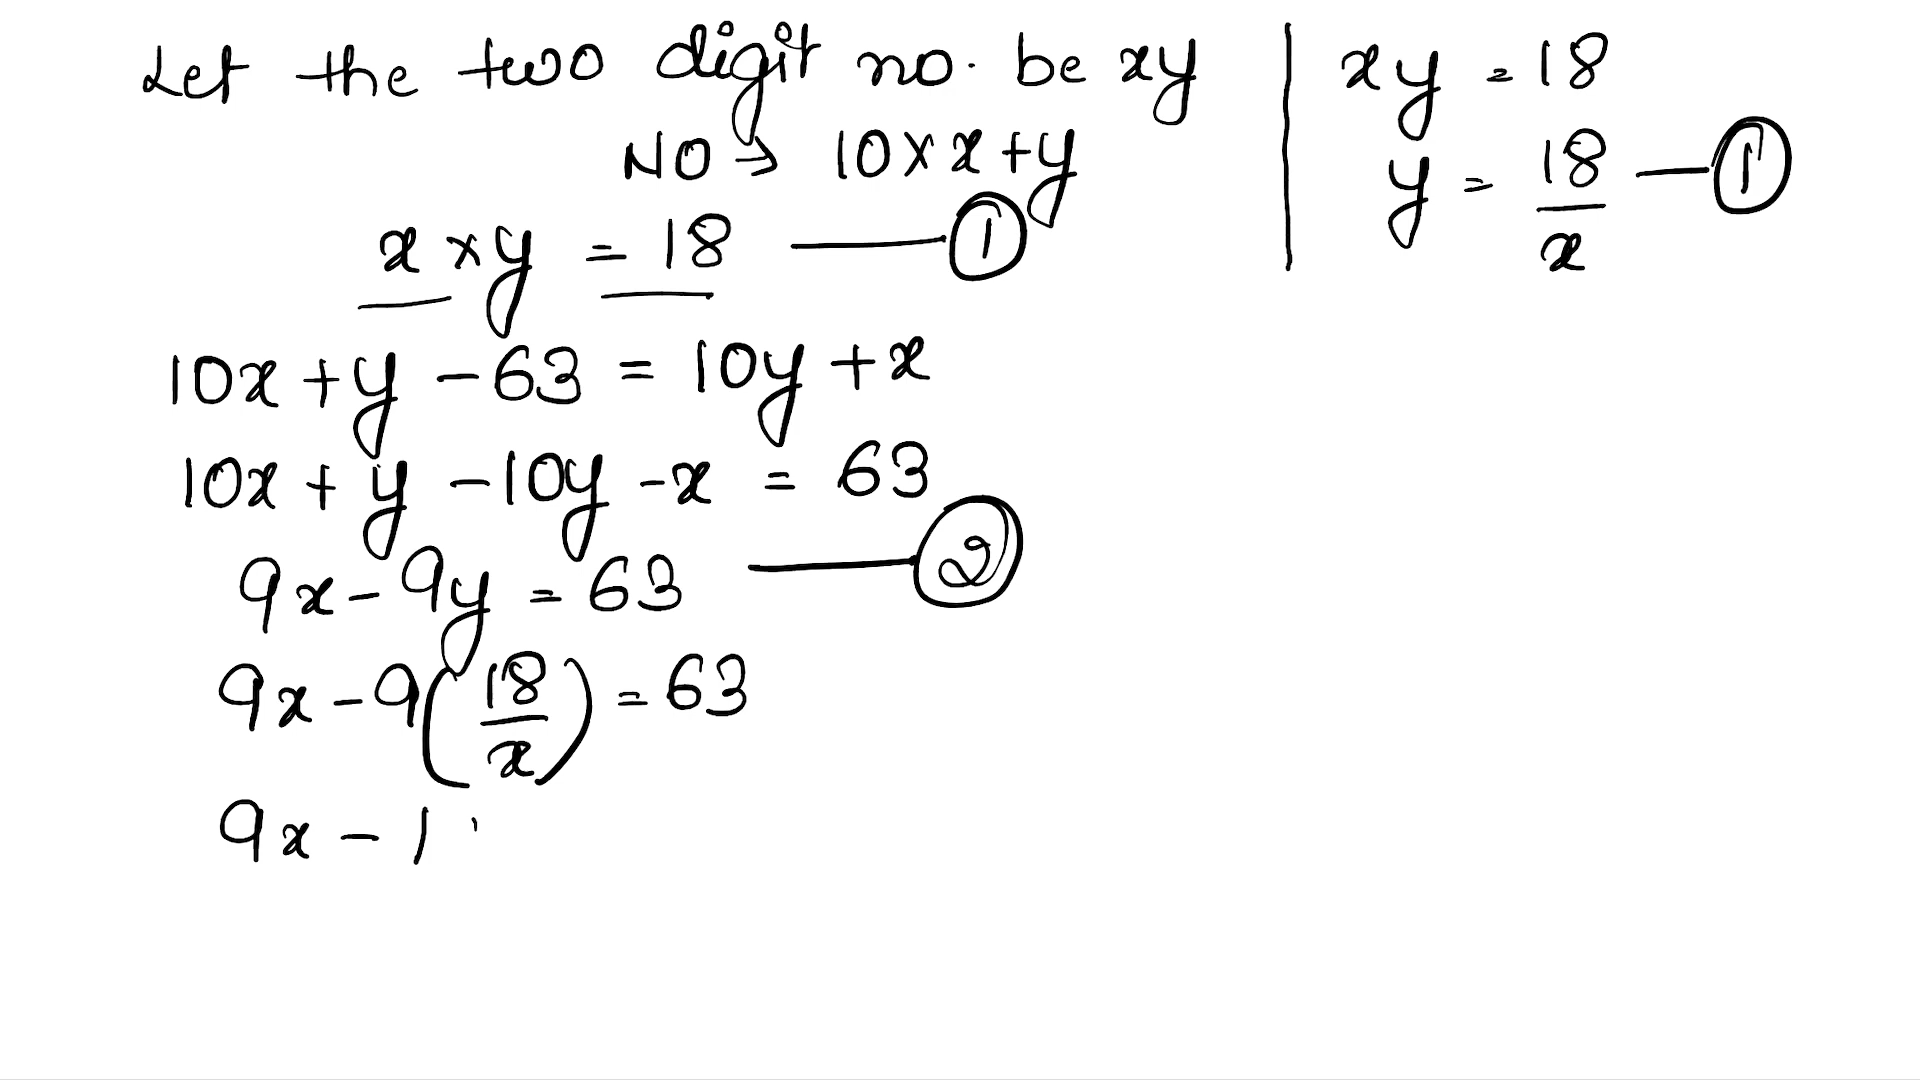 Let the two digit no. be xy
NO → 10 × x + y
x × y = 18 — ①
10x + y - 63 = 10y + x
10x + y - 10y - x = 63
9x - 9y = 63 — ②
9x - 9(18/x) = 63
9x - 1
xy = 18
y = 18/x — ①